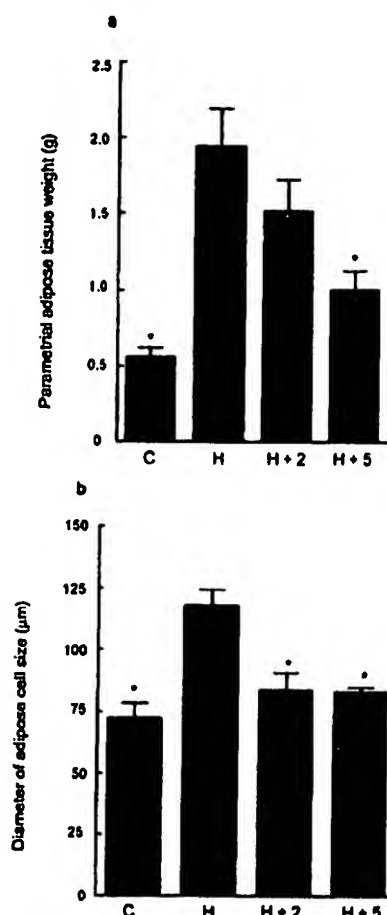 a
Parametrial adipose tissue weight (g)
2.5
2.0
1.5
1.0
0.5
0
C H H + 2 H + 5
b
Diameter of adipose cell size (µm)
150
125
100
75
50
25
0
C H H + 2 H + 5